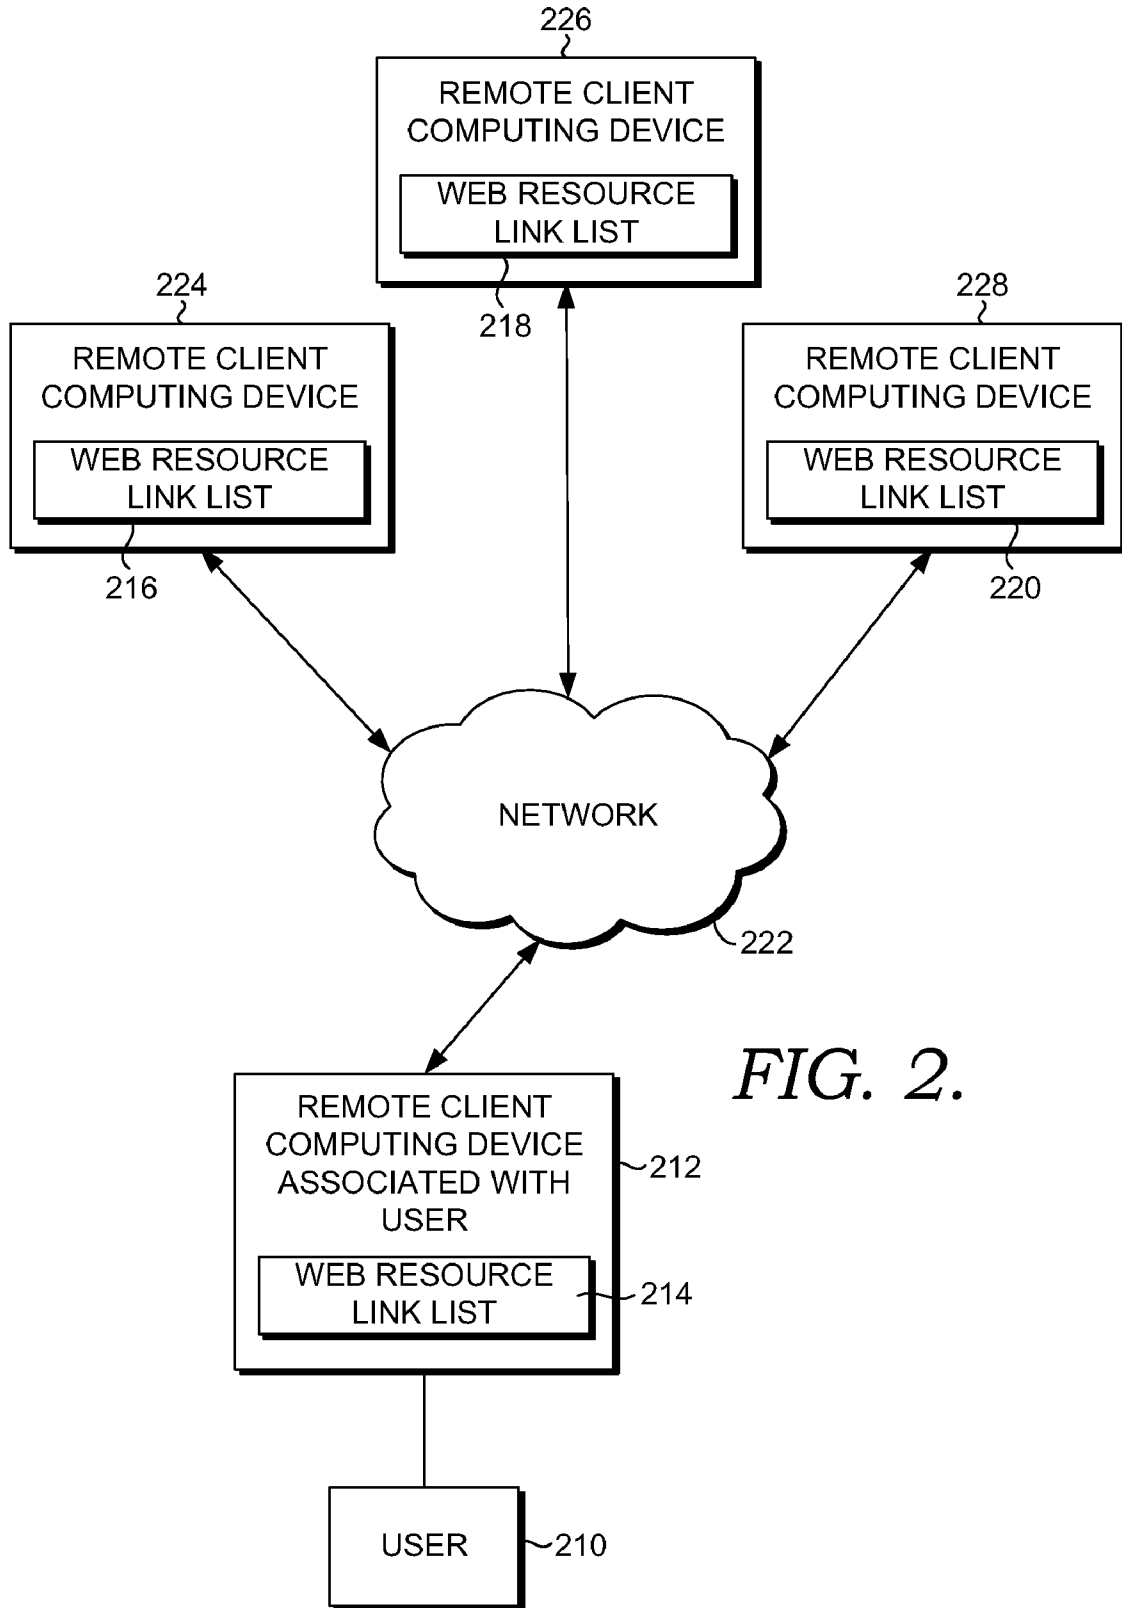 226
REMOTE CLIENT
COMPUTING DEVICE
WEB RESOURCE
LINK LIST
218
224
REMOTE CLIENT
COMPUTING DEVICE
WEB RESOURCE
LINK LIST
216
228
REMOTE CLIENT
COMPUTING DEVICE
WEB RESOURCE
LINK LIST
220
NETWORK
222
FIG. 2.
REMOTE CLIENT
COMPUTING DEVICE
ASSOCIATED WITH
USER
212
WEB RESOURCE
LINK LIST
214
USER
210